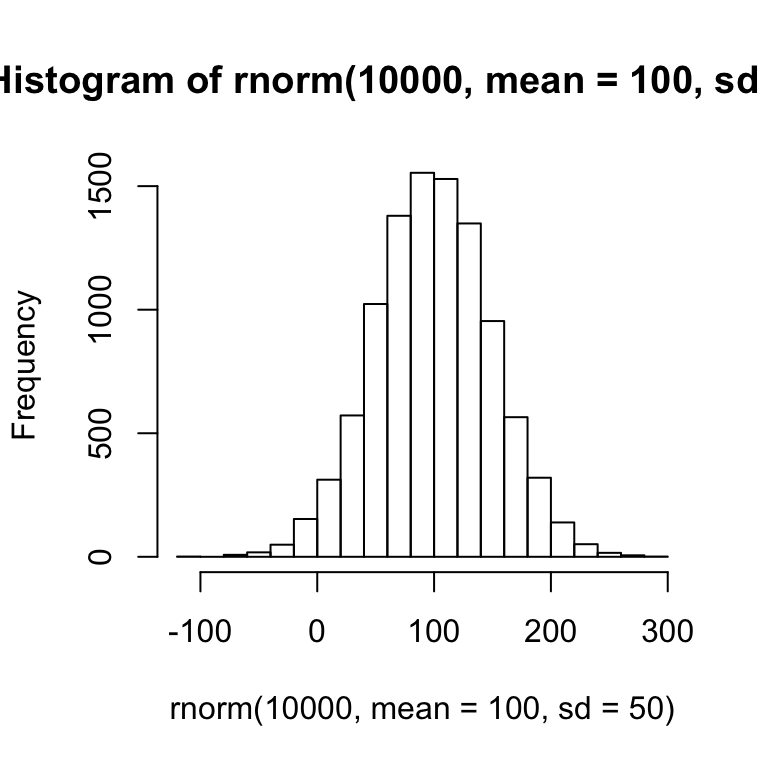 Histogram of rnorm(10000, mean = 100, sd
Frequency
1500
1000
500
0
-100 0 100 200 300
rnorm(10000, mean = 100, sd = 50)